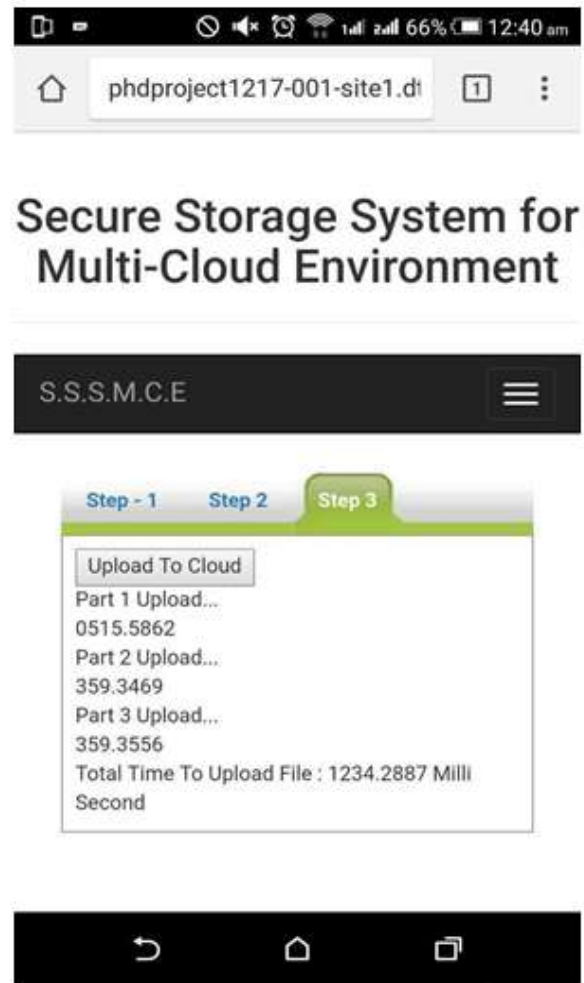 66% 12:40 am
phdproject1217-001-site1.dt
1
Secure Storage System for
Multi-Cloud Environment
S.S.S.M.C.E
Step - 1 Step 2 Step 3
Upload To Cloud
Part 1 Upload...
0515.5862
Part 2 Upload...
359.3469
Part 3 Upload...
359.3556
Total Time To Upload File : 1234.2887 Milli
Second